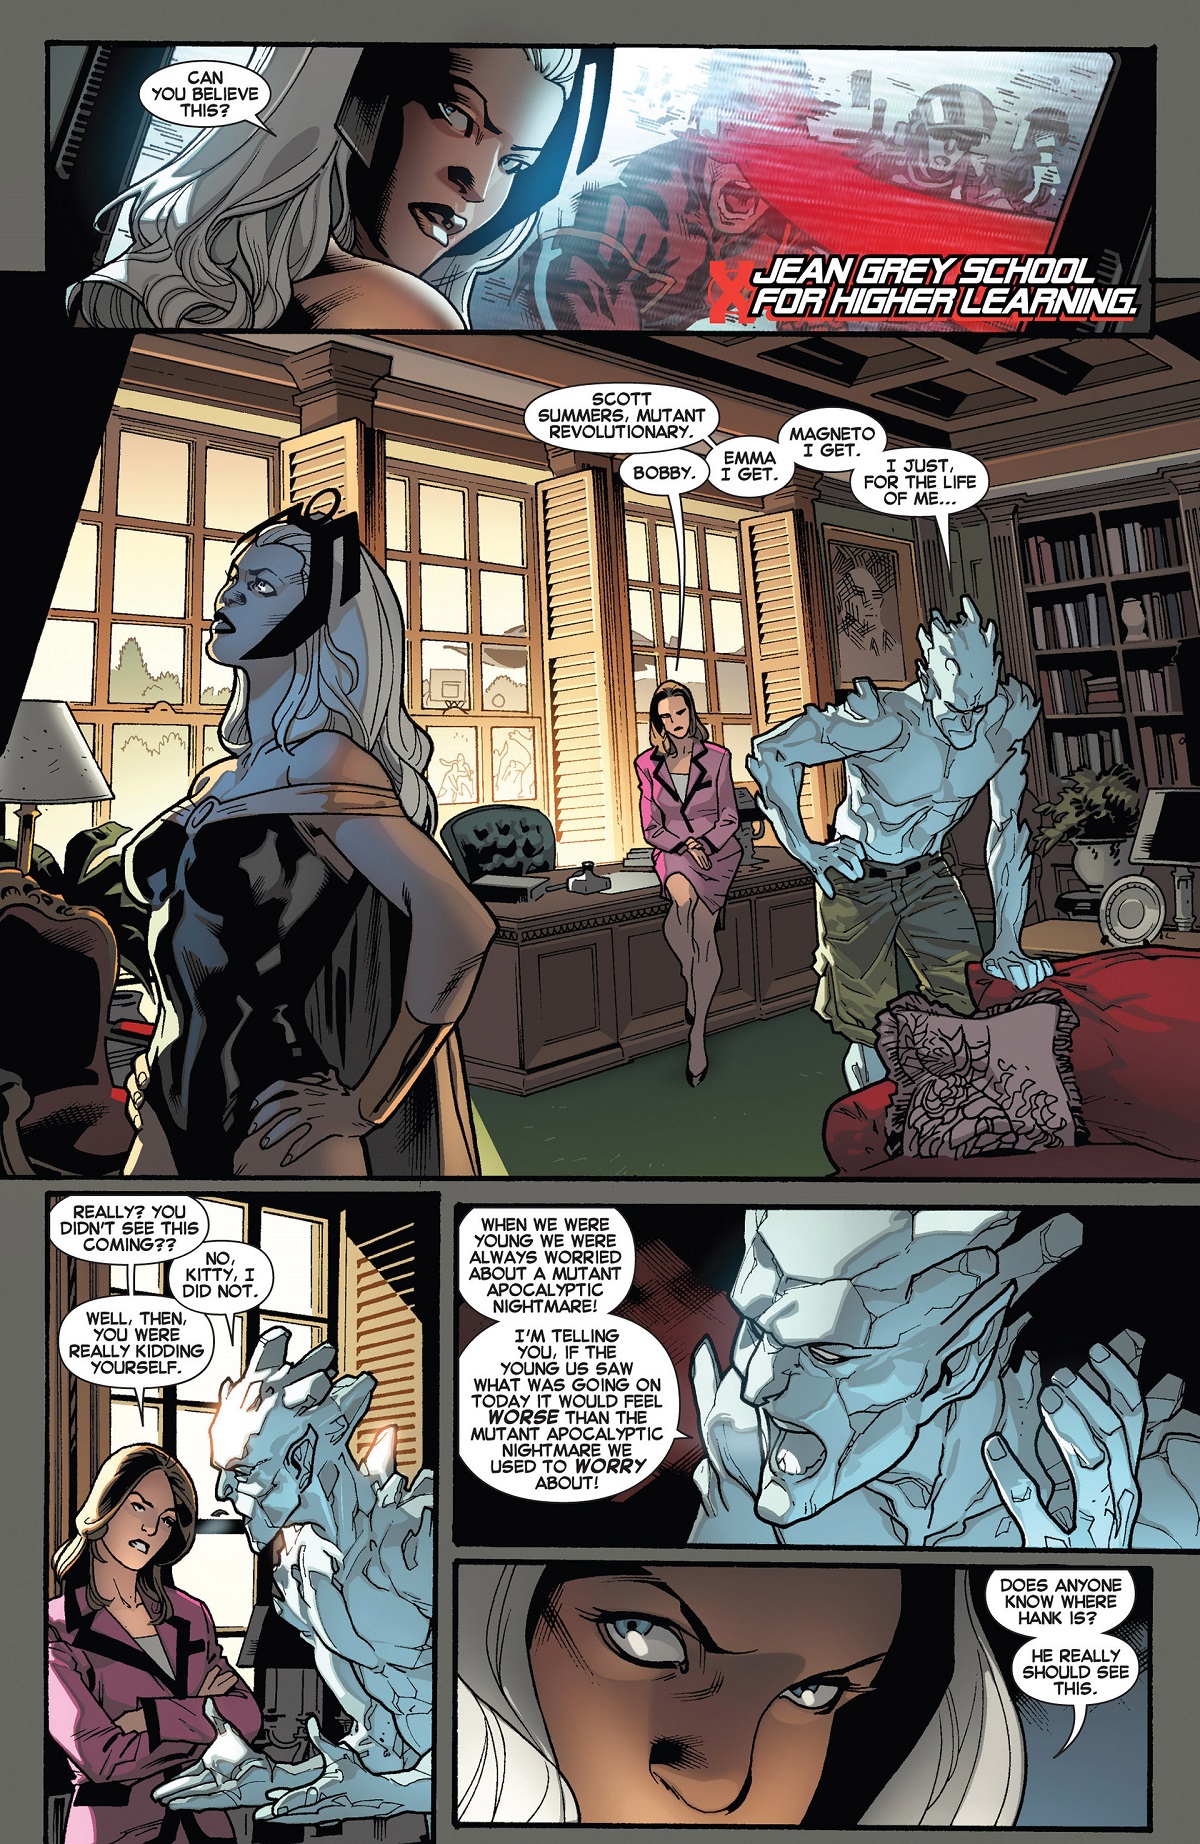 CAN
YOU BELIEVE
THIS?
X JEAN GREY SCHOOL
FOR HIGHER LEARNING.
SCOTT
SUMMERS, MUTANT
REVOLUTIONARY.
BOBBY.
EMMA
I GET.
MAGNETO
I GET.
I JUST,
FOR THE LIFE
OF ME...
REALLY? YOU
DIDN'T SEE THIS
COMING??
NO,
KITTY, I
DID NOT.
WELL, THEN,
YOU WERE
REALLY KIDDING
YOURSELF.
WHEN WE WERE
YOUNG WE WERE
ALWAYS WORRIED
ABOUT A MUTANT
APOCALYPTIC
NIGHTMARE!
I'M TELLING
YOU, IF THE
YOUNG US SAW
WHAT WAS GOING ON
TODAY IT WOULD FEEL
WORSE THAN THE
MUTANT APOCALYPTIC
NIGHTMARE WE
USED TO WORRY
ABOUT!
DOES ANYONE
KNOW WHERE
HANK IS?
HE REALLY
SHOULD SEE
THIS.